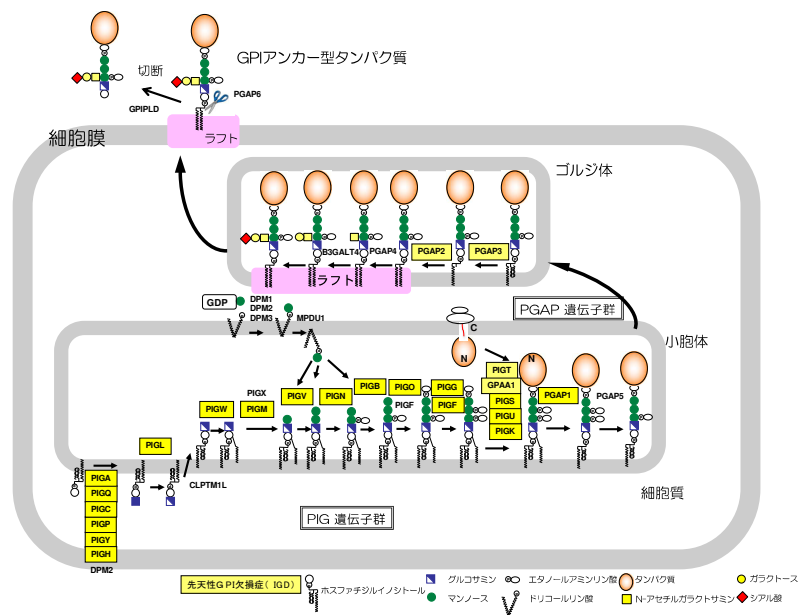 GPIアンカー型タンパク質
切断
GPIPLD
PGAP6
ラフト
細胞膜
ゴルジ体
B3GALT4
PGAP4
PGAP2
PGAP3
ラフト
GDP
DPM1
DPM2
DPM3
MPDU1
C
N
PGAP 遺伝子群
小胞体
N
PIGT
GPAA1
PIGS
PIGU
PIGK
PGAP1
PGAP5
PIGB
PIGO
PIGG
PIGF
PIGF
PIGX
PIGW
PIGM
PIGV
PIGN
PIGL
CLPTM1L
PIGA
PIGQ
PIGC
PIGP
PIGY
PIGH
DPM2
細胞質
PIG 遺伝子群
先天性GPI欠損症( IGD)
ホスファチジルイノシトール
グルコサミン
エタノールアミンリン酸
タンパク質
ガラクトース
マンノース
ドリコールリン酸
N-アセチルガラクトサミン
シアル酸